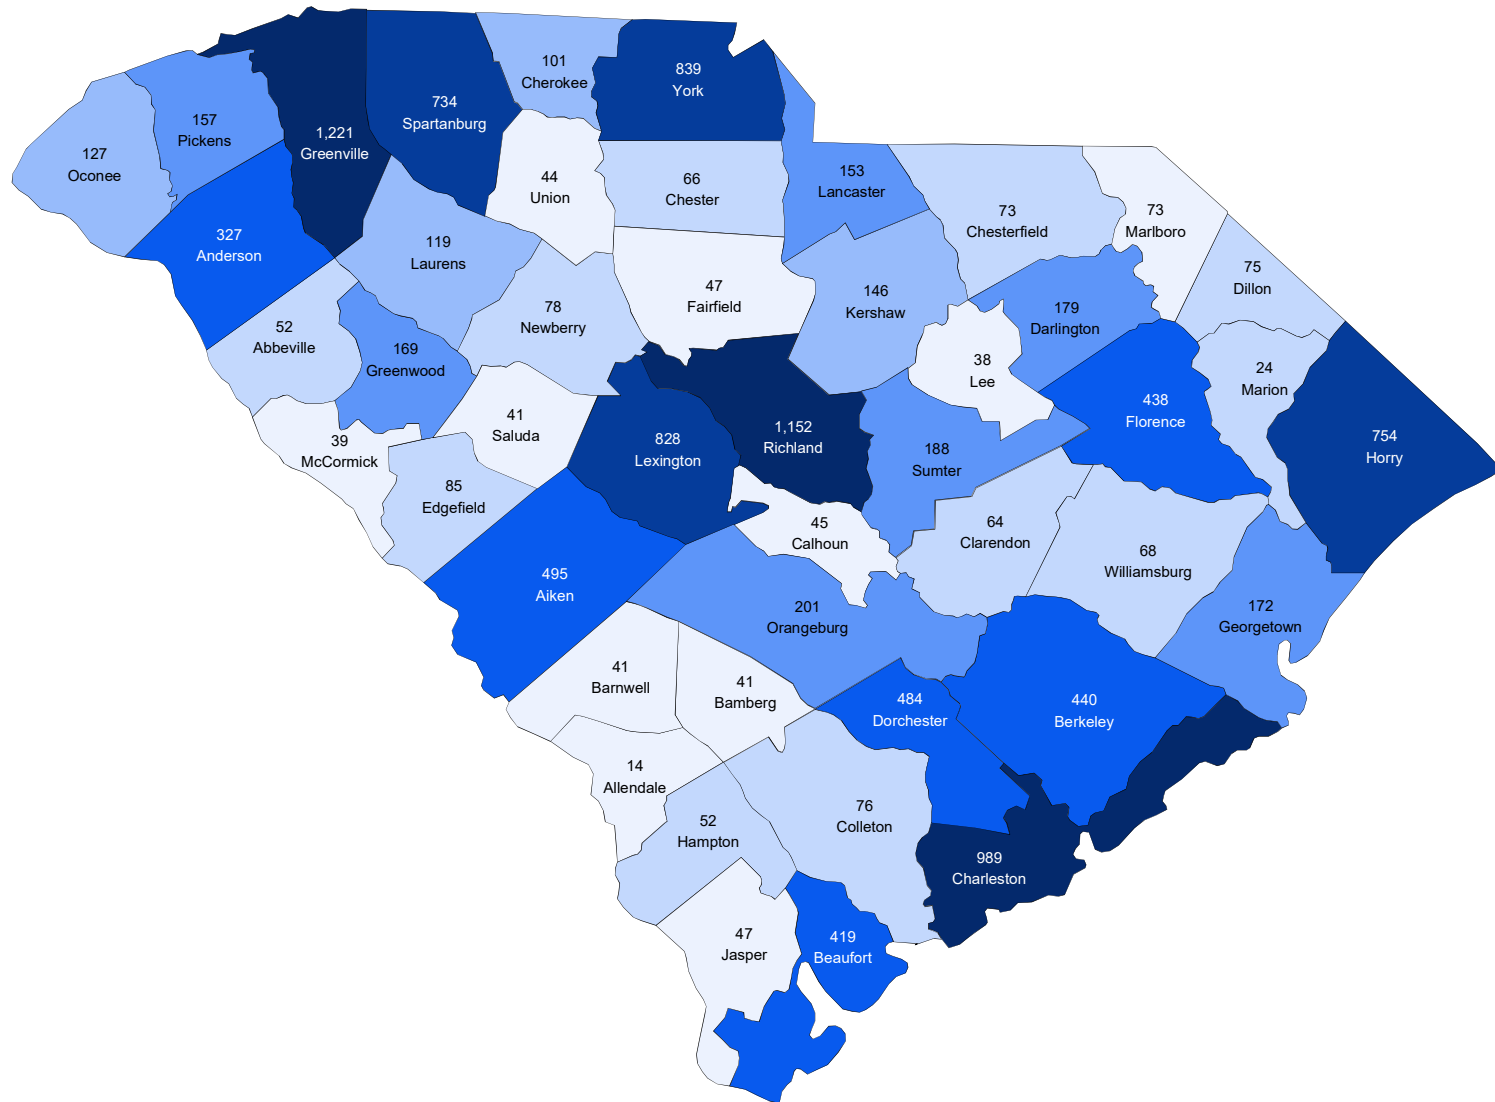 101
Cherokee
839
York
734
Spartanburg
157
Pickens
1,221
Greenville
127
Oconee
44
Union
66
Chester
153
Lancaster
73
Chesterfield
73
Marlboro
327
Anderson
119
Laurens
47
Fairfield
75
Dillon
78
Newberry
146
Kershaw
179
Darlington
52
Abbeville
169
Greenwood
38
Lee
24
Marion
438
Florence
41
Saluda
1,152
Richland
828
Lexington
754
Horry
39
McCormick
188
Sumter
85
Edgefield
45
Calhoun
64
Clarendon
68
Williamsburg
495
Aiken
201
Orangeburg
172
Georgetown
41
Barnwell
41
Bamberg
484
Dorchester
440
Berkeley
14
Allendale
52
Hampton
76
Colleton
989
Charleston
47
Jasper
419
Beaufort